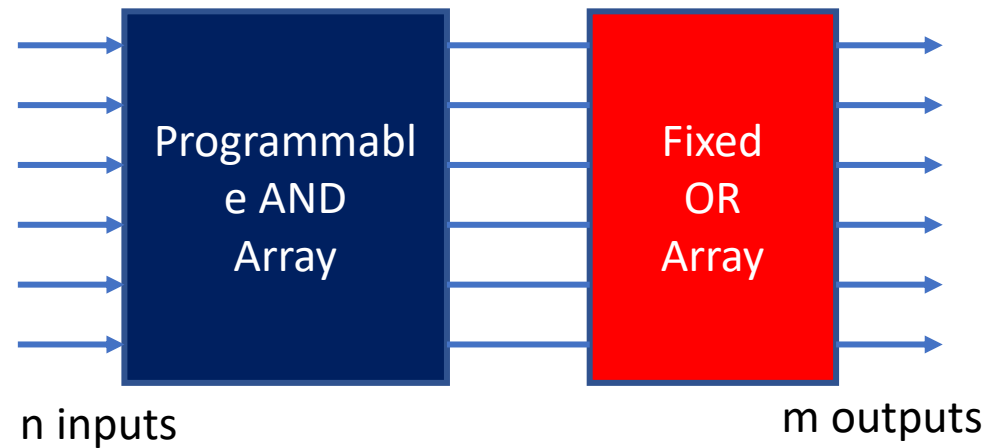 Programmabl
e AND
Array
Fixed
OR
Array
n inputs
m outputs